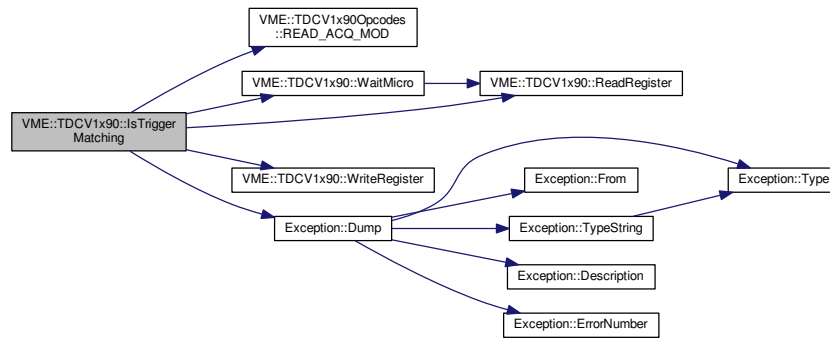 VME::TDCV1x90::IsTrigger
Matching
VME::TDCV1x90Opcodes
::READ_ACQ_MOD
VME::TDCV1x90::WaitMicro
VME::TDCV1x90::ReadRegister
VME::TDCV1x90::WriteRegister
Exception::Dump
Exception::From
Exception::Type
Exception::TypeString
Exception::Description
Exception::ErrorNumber